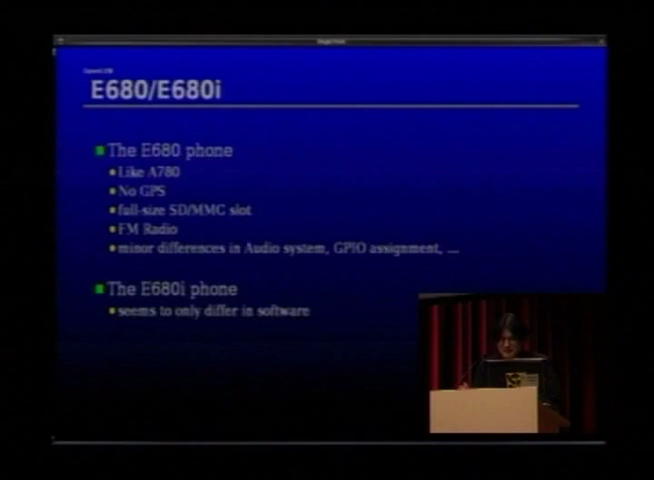 E680/E680i
The E680 phone
Like A780
No GPS
full-size SD/MMC slot
FM Radio
minor differences in Audio system, GPIO assignment, ...
The E680i phone
seems to only differ in software